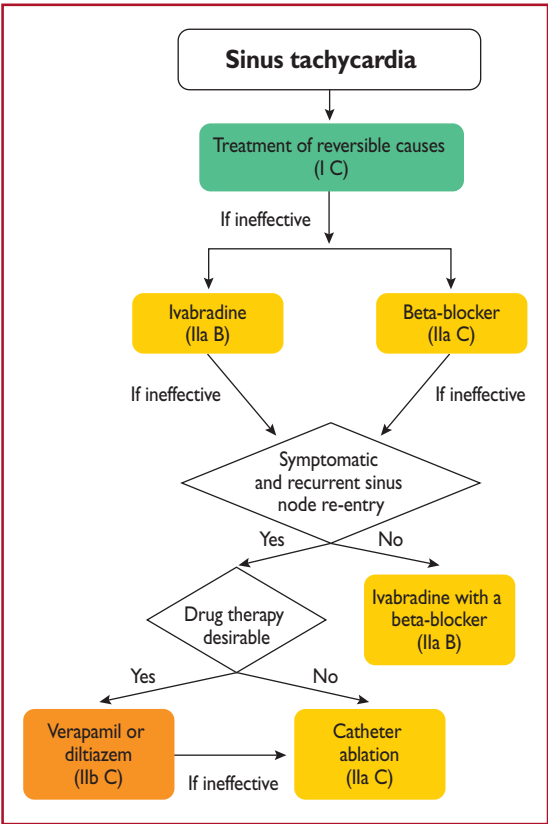 Sinus tachycardia
Treatment of reversible causes
(I C)
If ineffective
Ivabradine
(IIa B)
Beta-blocker
(IIa C)
If ineffective
If ineffective
Symptomatic
and recurrent sinus
node re-entry
Yes
No
Drug therapy
desirable
Ivabradine with a
beta-blocker
(IIa B)
Yes
No
Verapamil or
diltiazem
(IIb C)
If ineffective
Catheter
ablation
(IIa C)